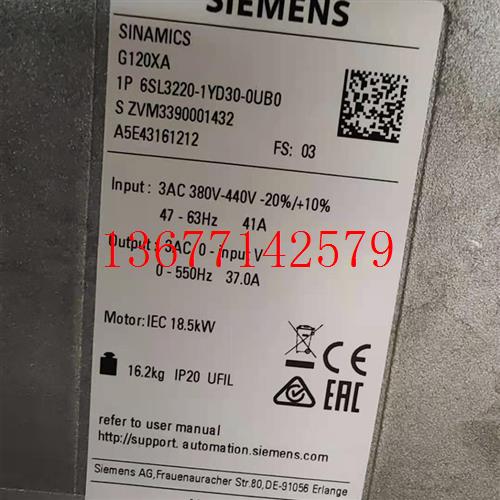 SIEMENS
SINAMICS
G120XA
1P 6SL3220-1YD30-0UB0
S ZVM3390001432
A5E43161212 FS: 03
Input : 3AC 380V-440V -20%/+10%
47 - 63Hz 41A
Output : 3AC 0 - input V
13677142579
0 - 550Hz 37.0A
Motor: IEC 18.5kW
CE
16.2kg IP20 UFIL
EAC
refer to user manual
http://support. automation.siemens.com
Siemens AG,Frauenauracher Str.80,DE-91056 Erlange